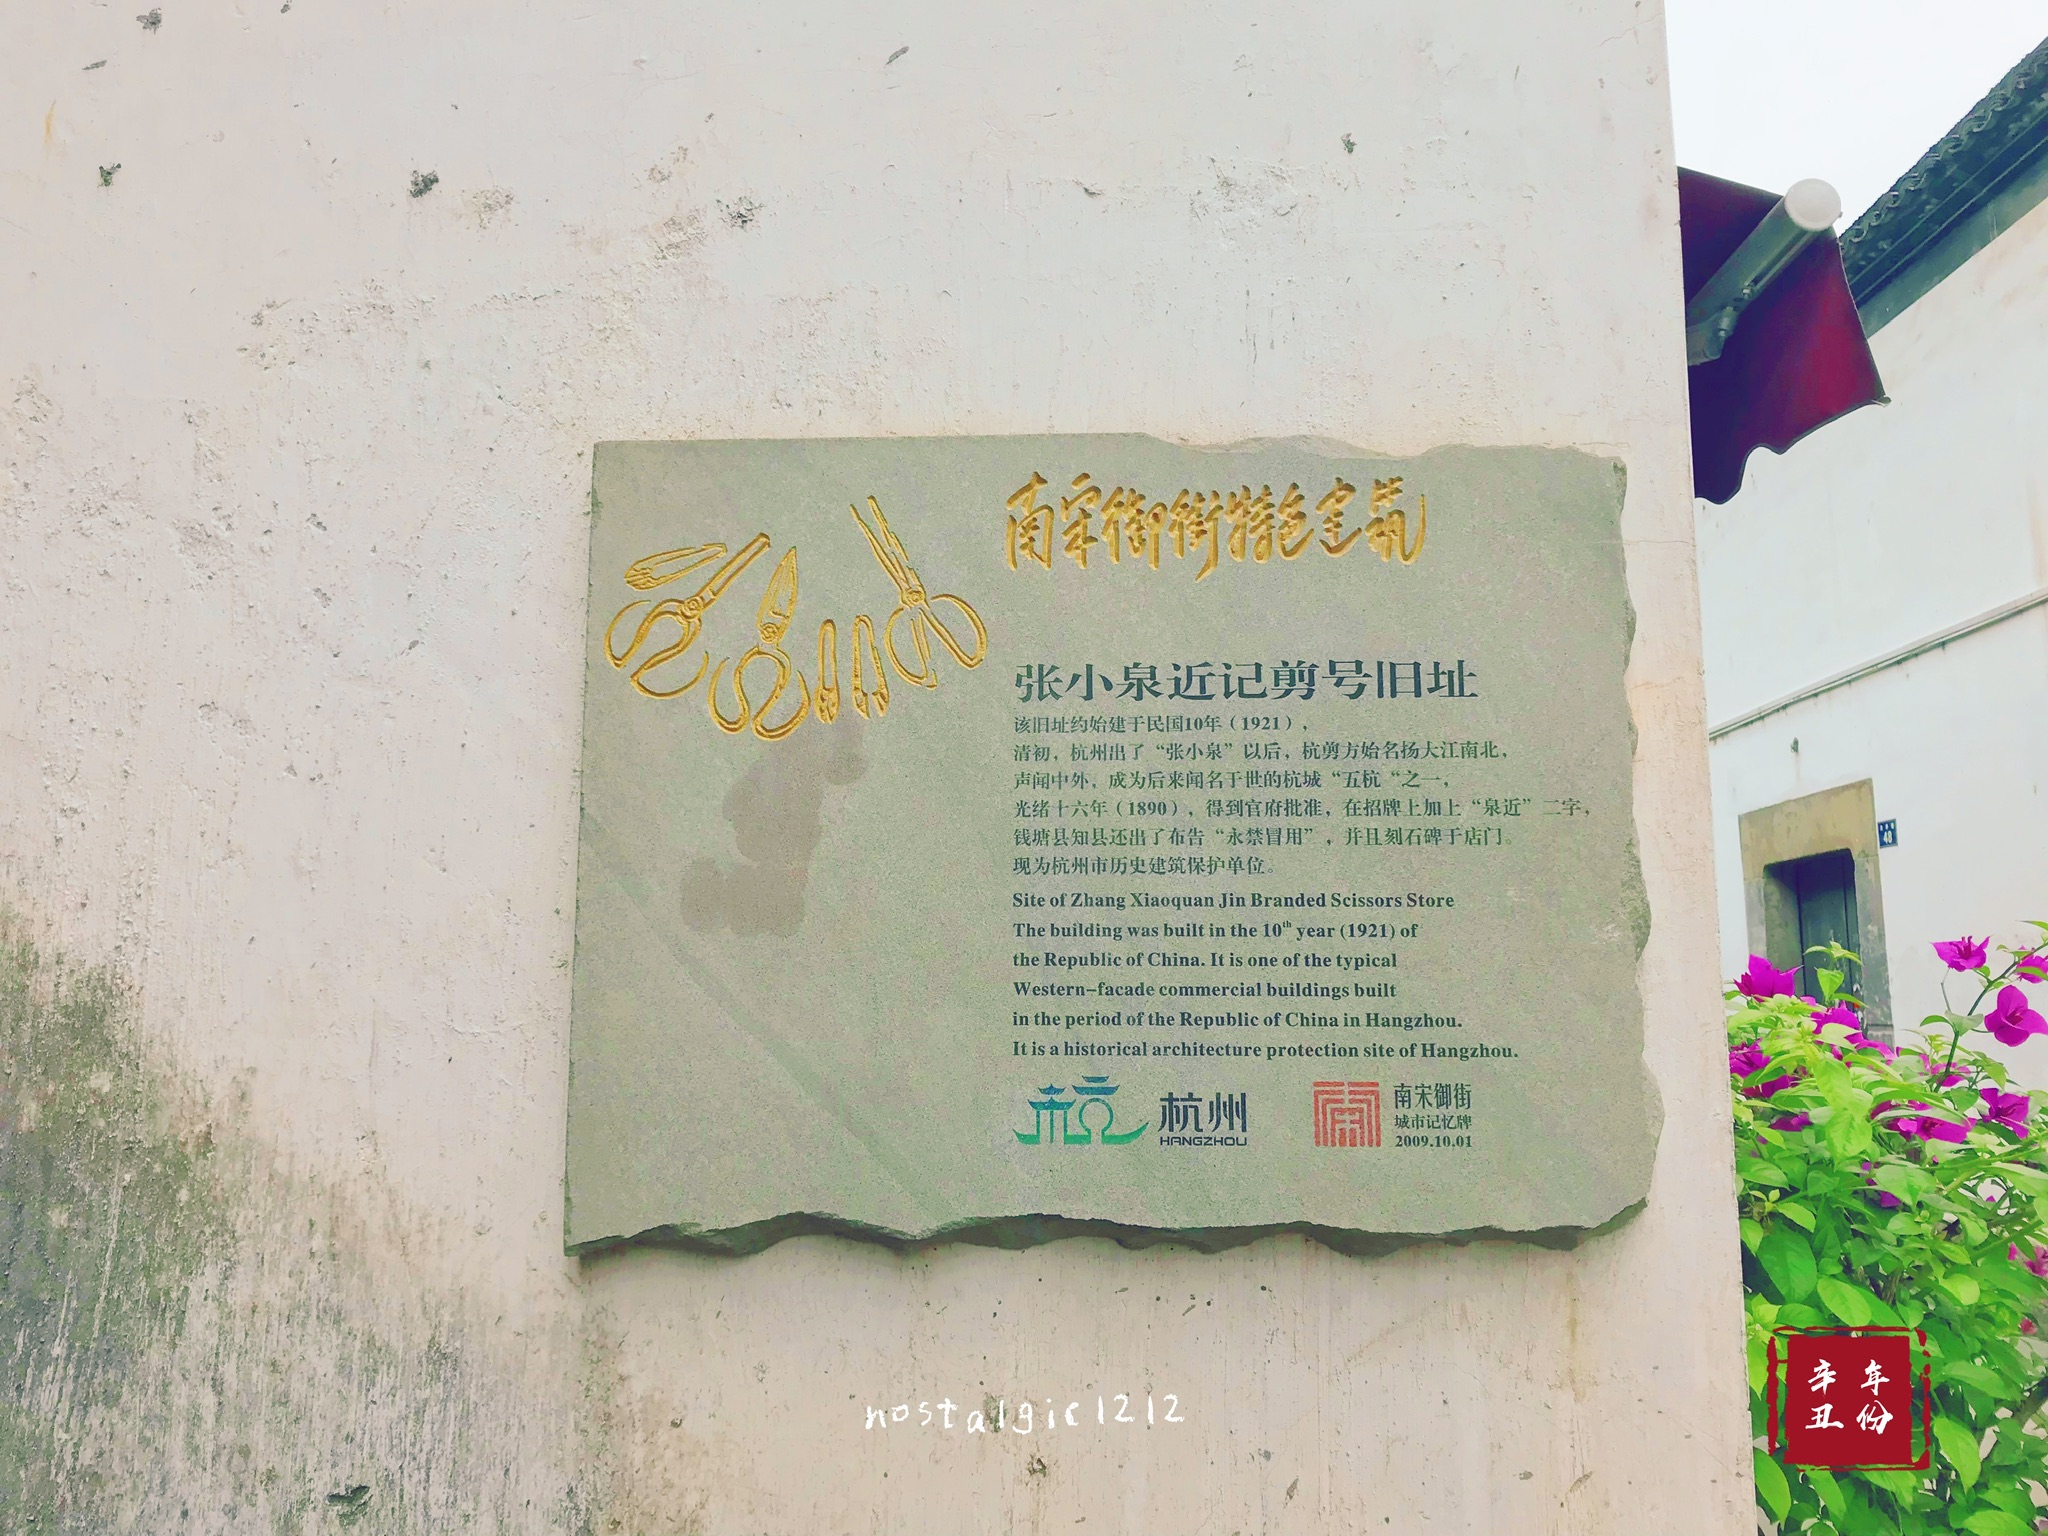 南宋御街特色建筑
张小泉近记剪号旧址
该旧址约始建于民国10年（1921），
清初，杭州出了“张小泉”以后，杭剪方始名扬大江南北，
声闻中外，成为后来闻名于世的杭城“五杭“之一，
光绪十六年（1890），得到官府批准，在招牌上加上“泉近”二字，
钱塘县知县还出了布告“永禁冒用”，并且刻石碑于店门。
现为杭州市历史建筑保护单位。
Site of Zhang Xiaoquan Jin Branded Scissors Store
The building was built in the 10th year (1921) of
the Republic of China. It is one of the typical
Western-facade commercial buildings built
in the period of the Republic of China in Hangzhou.
It is a historical architecture protection site of Hangzhou.
杭州
HANGZHOU
南宋御街
城市记忆牌
2009.10.01
40
nostalgic1212
辛丑
年份